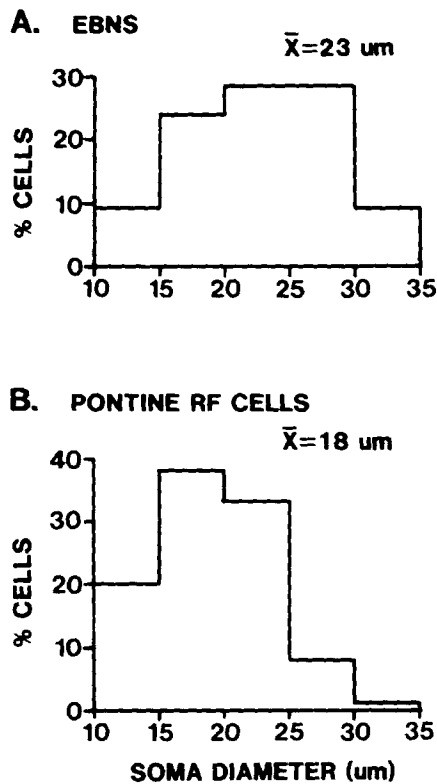 A. EBNS
X̄=23 um
30
20
10
0
% CELLS
10 15 20 25 30 35
B. PONTINE RF CELLS
X̄=18 um
40
30
20
10
0
% CELLS
10 15 20 25 30 35
SOMA DIAMETER (um)